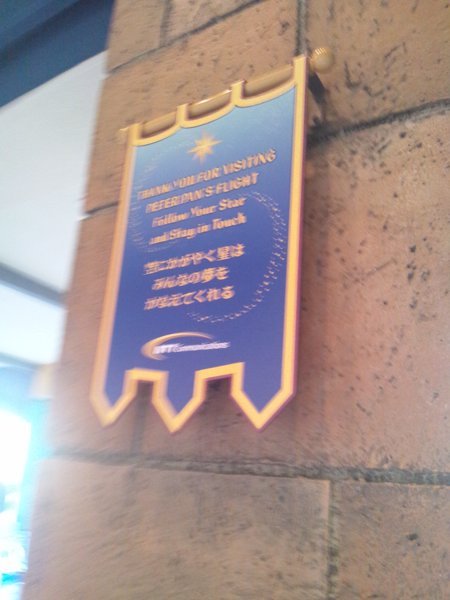 THANK YOU FOR VISITING
PETER PAN'S FLIGHT
Follow Your Star
and Stay in Touch
空にかがやく星は
みんなの夢を
かなえてくれる
NTT Communications